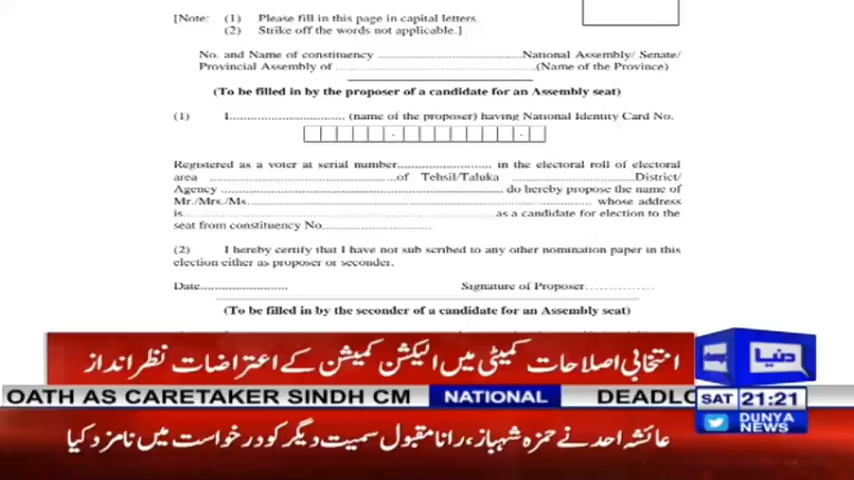 [Note: (1) Please fill in this page in capital letters.
(2) Strike off the words not applicable.]
No. and Name of constituency ........................................National Assembly/ Senate/
Provincial Assembly of ........................................(Name of the Province)
(To be filled in by the proposer of a candidate for an Assembly seat)
(1) I.............................. (name of the proposer) having National Identity Card No.
Registered as a voter at serial number........................ in the electoral roll of electoral
area ................................................of Tehsil/Taluka ................................District/
Agency ........................................................................ do hereby propose the name of
Mr./Mrs./Ms.................................................................................... whose address
is................................................................................as a candidate for election to the
seat from constituency No............................
(2) I hereby certify that I have not sub scribed to any other nomination paper in this
election either as proposer or seconder.
Date...................... Signature of Proposer................
(To be filled in by the seconder of a candidate for an Assembly seat)
انتخابی اصلاحات کمیٹی میں الیکشن کمیشن کے اعتراضات نظر انداز
دنیا
OATH AS CARETAKER SINDH CM NATIONAL DEADLO
SAT 21:21
DUNYA NEWS
عائشہ احد نے حمزہ شہباز، رانا مقبول سمیت دیگر کو درخواست میں نامزد کیا